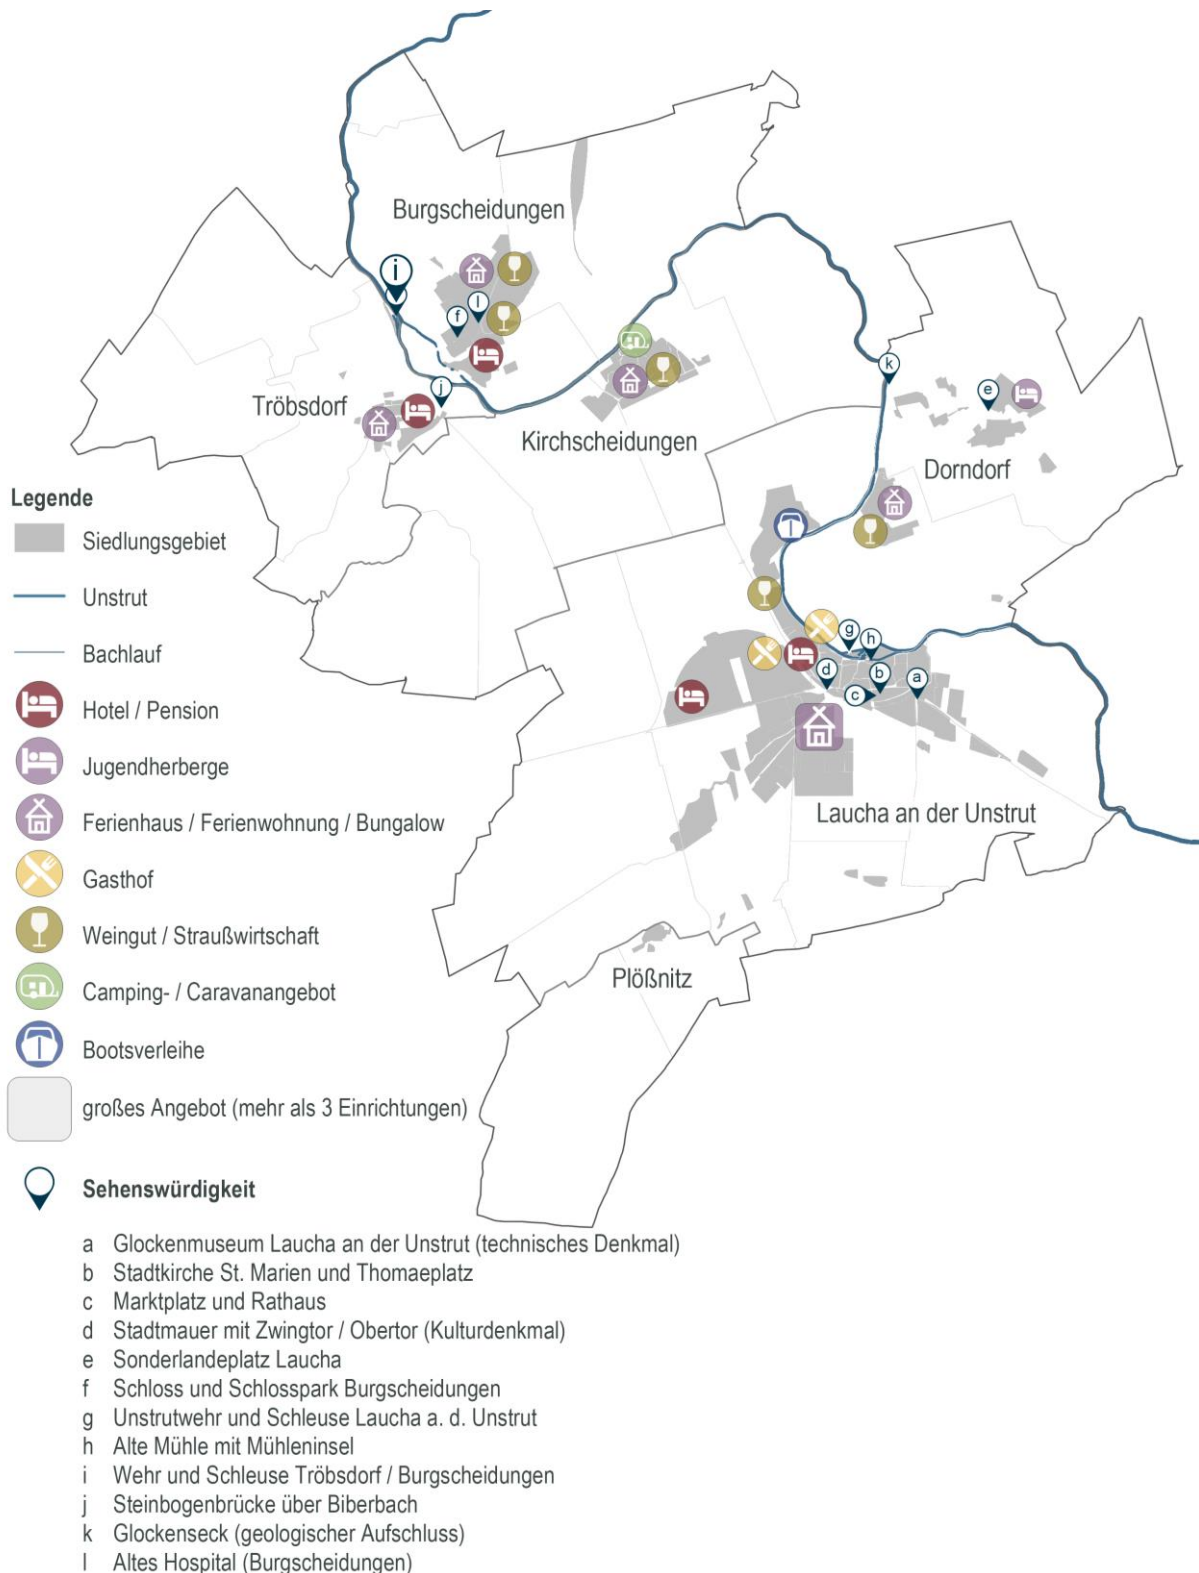 Burgscheidungen
i
l
f
j
Tröbsdorf
Kirchscheidungen
k
e
Dorndorf
g
h
d
b
a
c
Laucha an der Unstrut
Plößnitz
Legende
Siedlungsgebiet
Unstrut
Bachlauf
Hotel / Pension
Jugendherberge
Ferienhaus / Ferienwohnung / Bungalow
Gasthof
Weingut / Straußwirtschaft
Camping- / Caravanangebot
Bootsverleihe
großes Angebot (mehr als 3 Einrichtungen)
Sehenswürdigkeit
a Glockenmuseum Laucha an der Unstrut (technisches Denkmal)
b Stadtkirche St. Marien und Thomaeplatz
c Marktplatz und Rathaus
d Stadtmauer mit Zwingtor / Obertor (Kulturdenkmal)
e Sonderlandeplatz Laucha
f Schloss und Schlosspark Burgscheidungen
g Unstrutwehr und Schleuse Laucha a. d. Unstrut
h Alte Mühle mit Mühleninsel
i Wehr und Schleuse Tröbsdorf / Burgscheidungen
j Steinbogenbrücke über Biberbach
k Glockenseck (geologischer Aufschluss)
l Altes Hospital (Burgscheidungen)